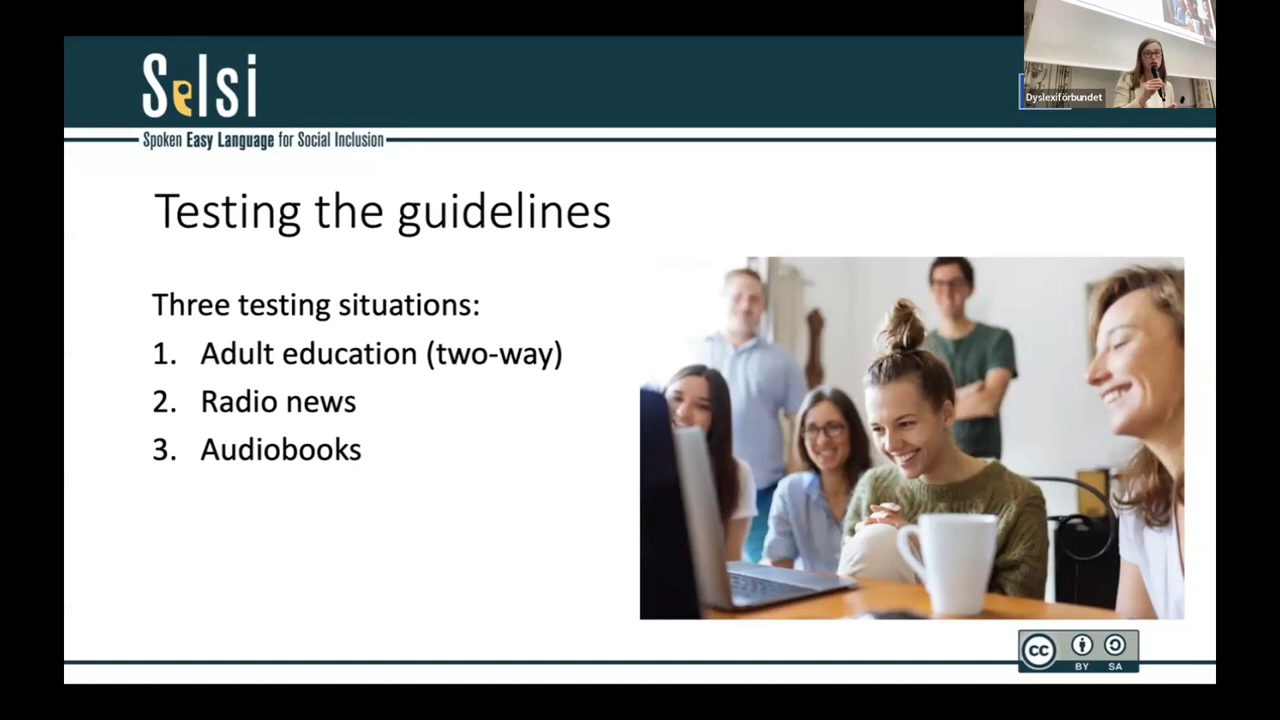 Selsi
Spoken Easy Language for Social Inclusion
Dyslexiförbundet
Testing the guidelines
Three testing situations:
1. Adult education (two-way)
2. Radio news
3. Audiobooks
CC BY SA